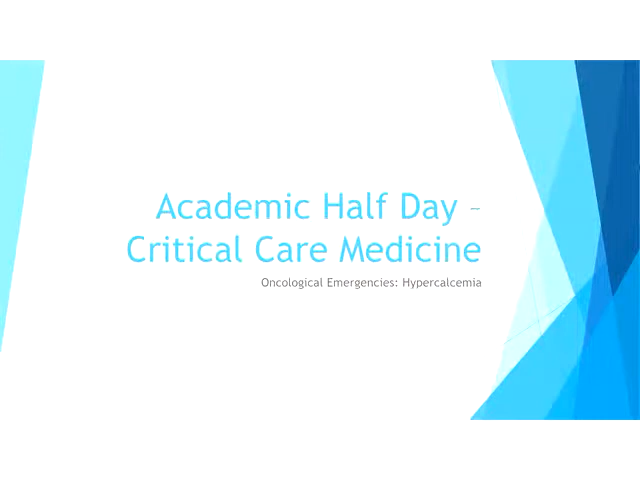 Academic Half Day –
Critical Care Medicine
Oncological Emergencies: Hypercalcemia